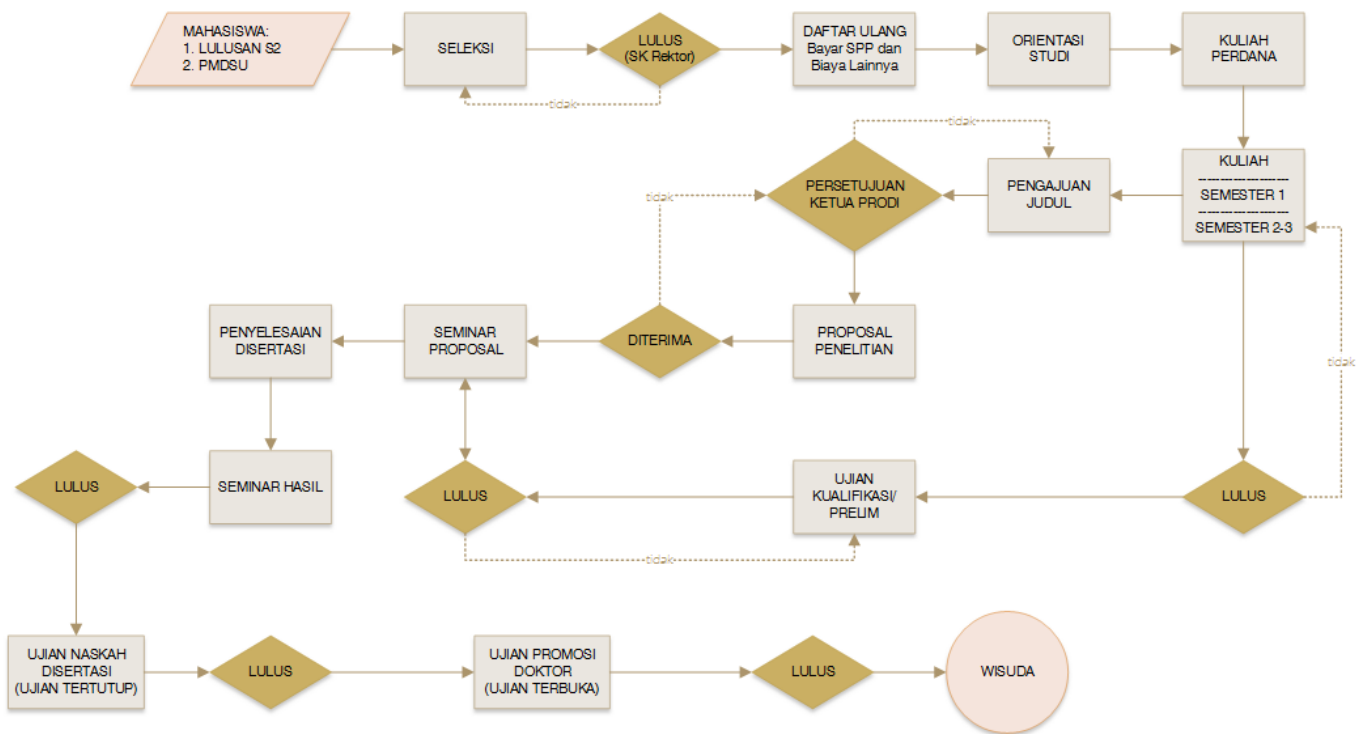 MAHASISWA:
1. LULUSAN S2
2. PMDSU
SELEKSI
LULUS
(SK Rektor)
DAFTAR ULANG
Bayar SPP dan
Biaya Lainnya
ORIENTASI
STUDI
KULIAH
PERDANA
tidak
tidak
KULIAH
--------------------
SEMESTER 1
--------------------
SEMESTER 2-3
PENGAJUAN
JUDUL
PERSETUJUAN
KETUA PRODI
tidak
PROPOSAL
PENELITIAN
DITERIMA
SEMINAR
PROPOSAL
PENYELESAIAN
DISERTASI
tidak
LULUS
UJIAN
KUALIFIKASI/
PRELIM
LULUS
tidak
SEMINAR HASIL
LULUS
UJIAN NASKAH
DISERTASI
(UJIAN TERTUTUP)
LULUS
UJIAN PROMOSI
DOKTOR
(UJIAN TERBUKA)
LULUS
WISUDA